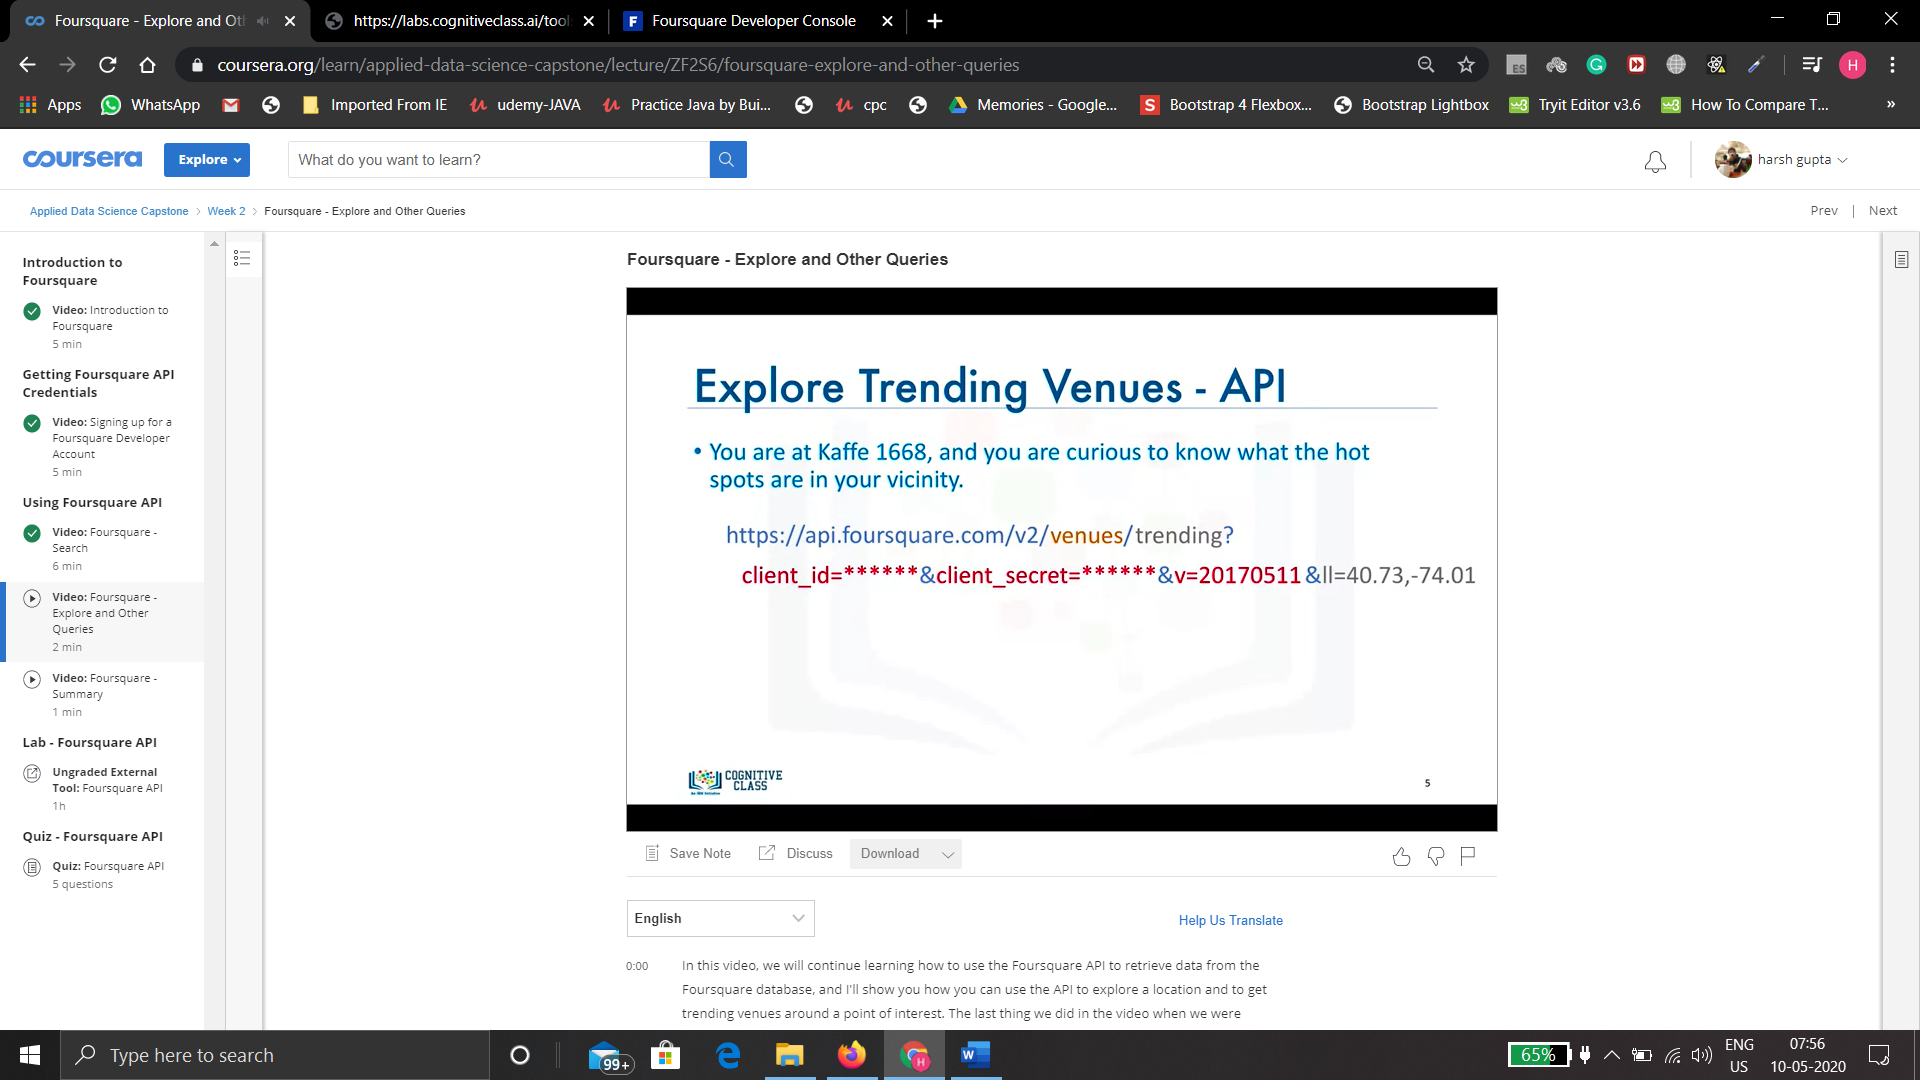 Foursquare - Explore and Oth
https://labs.cognitiveclass.ai/tool
Foursquare Developer Console
coursera.org/learn/applied-data-science-capstone/lecture/ZF2S6/foursquare-explore-and-other-queries
ES
H
Apps
WhatsApp
Imported From IE
udemy-JAVA
Practice Java by Bui...
cpc
Memories - Google...
Bootstrap 4 Flexbox...
Bootstrap Lightbox
Tryit Editor v3.6
How To Compare T...
»
coursera
Explore
What do you want to learn?
harsh gupta
Applied Data Science Capstone > Week 2 > Foursquare - Explore and Other Queries
Prev | Next
Introduction to
Foursquare
Video: Introduction to
Foursquare
5 min
Getting Foursquare API
Credentials
Video: Signing up for a
Foursquare Developer
Account
5 min
Using Foursquare API
Video: Foursquare -
Search
6 min
Video: Foursquare -
Explore and Other
Queries
2 min
Video: Foursquare -
Summary
1 min
Lab - Foursquare API
Ungraded External
Tool: Foursquare API
1h
Quiz - Foursquare API
Quiz: Foursquare API
5 questions
Foursquare - Explore and Other Queries
Explore Trending Venues - API
• You are at Kaffe 1668, and you are curious to know what the hot
spots are in your vicinity.
https://api.foursquare.com/v2/venues/trending?
client_id=******&client_secret=******&v=20170511&ll=40.73,-74.01
COGNITIVE
CLASS
An IBM Initiative
5
Save Note
Discuss
Download
English
Help Us Translate
0:00
In this video, we will continue learning how to use the Foursquare API to retrieve data from the
Foursquare database, and I'll show you how you can use the API to explore a location and to get
trending venues around a point of interest. The last thing we did in the video when we were
Type here to search
99+
65%
ENG
US
07:56
10-05-2020